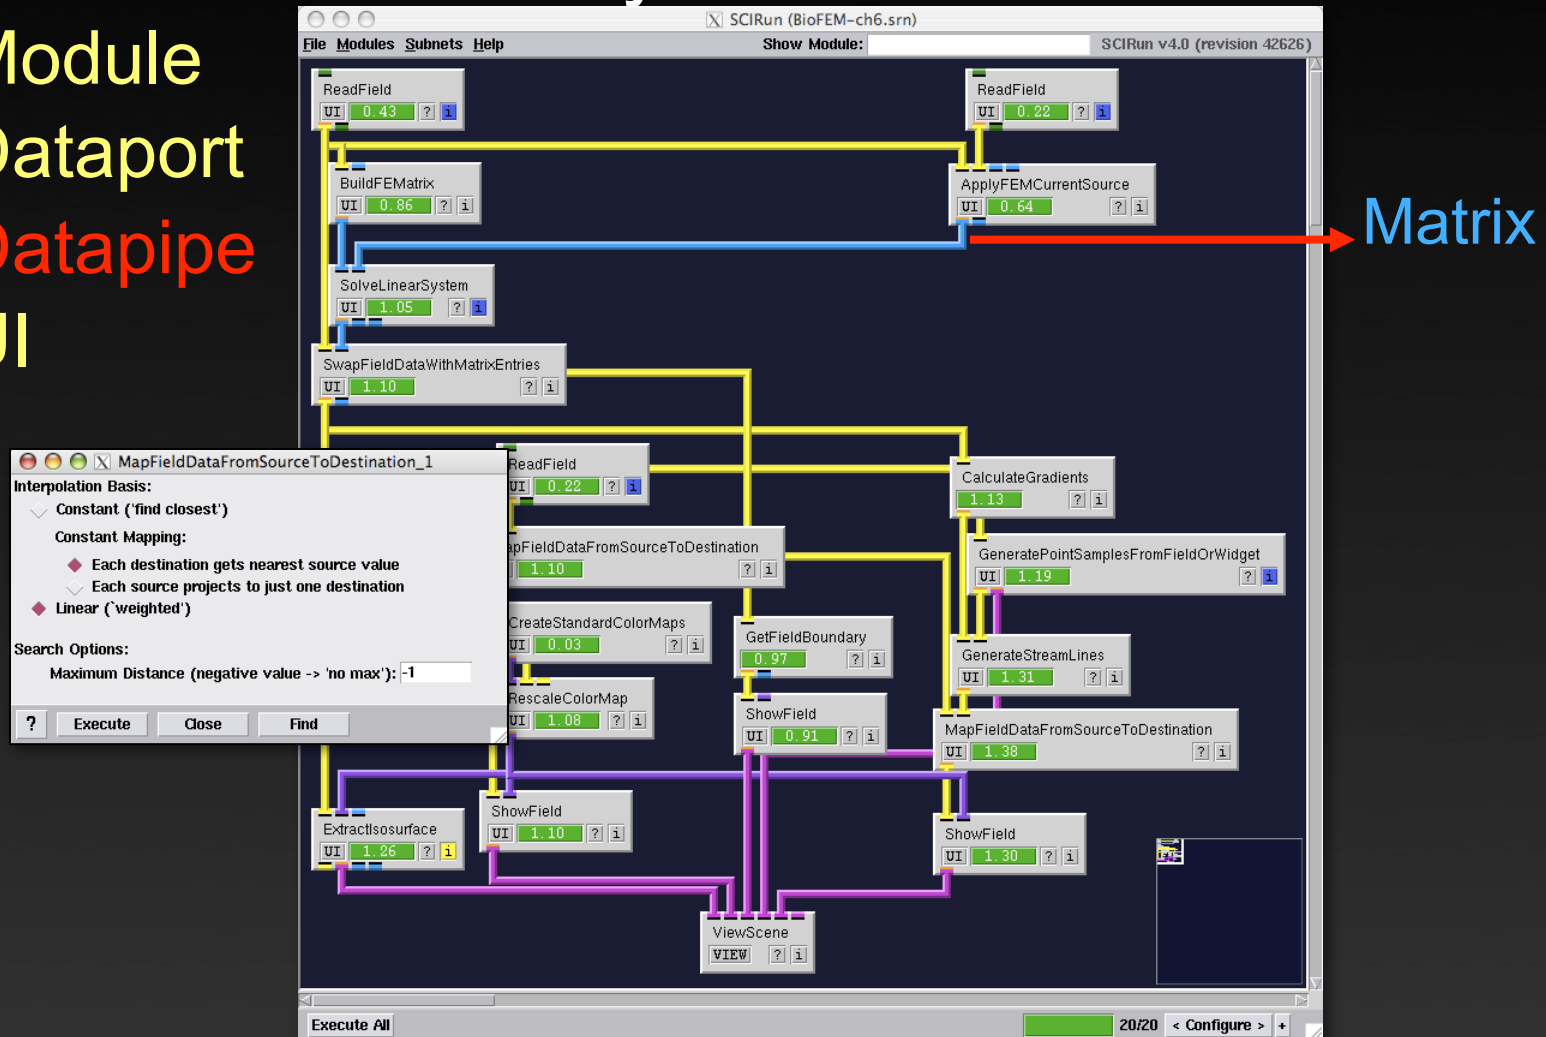 Module
Dataport
Datapipe
UI
Matrix
SCIRun (BioFEM-ch6.srn)
File Modules Subnets Help Show Module: SCIRun v4.0 (revision 42626)
ReadField
UI 0.43 ? i
ReadField
UI 0.22 ? i
BuildFEMatrix
UI 0.86 ? i
ApplyFEMCurrentSource
UI 0.64 ? i
SolveLinearSystem
UI 1.05 ? i
SwapFieldDataWithMatrixEntries
UI 1.10 ? i
MapFieldDataFromSourceToDestination_1
Interpolation Basis:
Constant ('find closest')
Constant Mapping:
Each destination gets nearest source value
Each source projects to just one destination
Linear (`weighted')
Search Options:
Maximum Distance (negative value -> 'no max'): -1
? Execute Close Find
ReadField
UI 0.22 ? i
CalculateGradients
1.13 ? i
apFieldDataFromSourceToDestination
1.10 ? i
GeneratePointSamplesFromFieldOrWidget
UI 1.19 ? i
CreateStandardColorMaps
UI 0.03 ? i
GetFieldBoundary
0.97 ? i
GenerateStreamLines
UI 1.31 ? i
RescaleColorMap
UI 1.08 ? i
ShowField
UI 0.91 ? i
MapFieldDataFromSourceToDestination
UI 1.38 ? i
ExtractIsosurface
UI 1.26 ? i
ShowField
UI 1.10 ? i
ShowField
UI 1.30 ? i
ViewScene
VIEW ? i
Execute All 20/20 < Configure > +